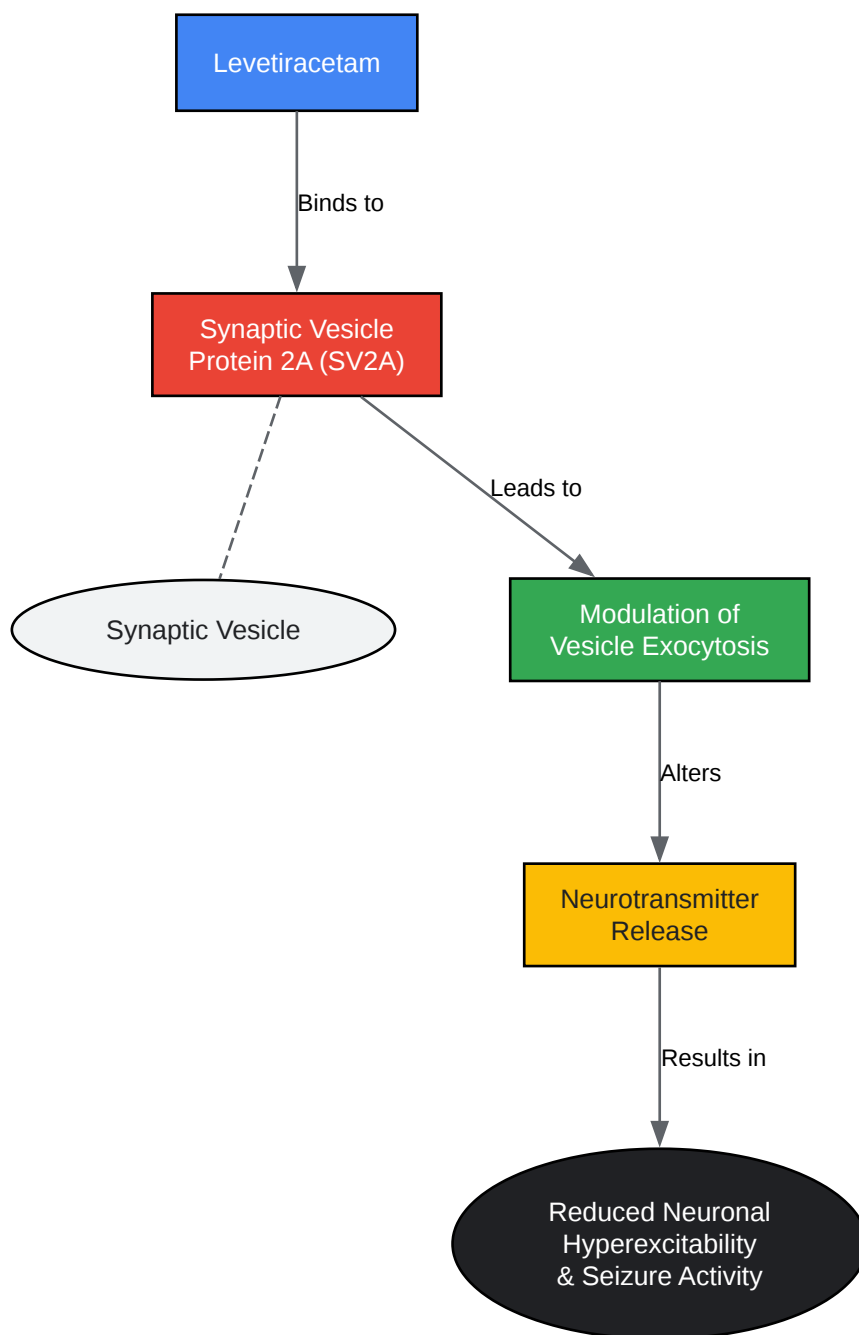 Levetiracetam
Binds to
Synaptic Vesicle
Protein 2A (SV2A)
Leads to
Synaptic Vesicle
Modulation of
Vesicle Exocytosis
Alters
Neurotransmitter
Release
Results in
Reduced Neuronal
Hyperexcitability
& Seizure Activity